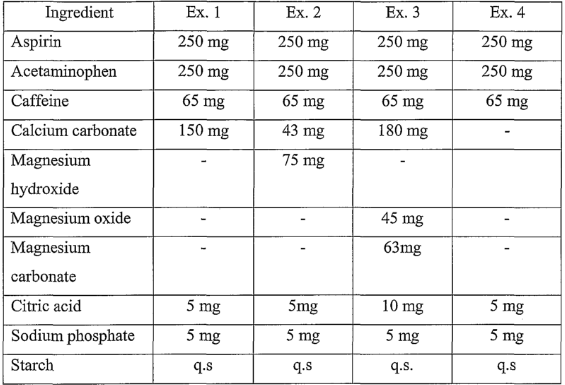 Ingredient Ex. 1 Ex. 2 Ex. 3 Ex. 4
Aspirin 250 mg 250 mg 250 mg 250 mg
Acetaminophen 250 mg 250 mg 250 mg 250 mg
Caffeine 65 mg 65 mg 65 mg 65 mg
Calcium carbonate 150 mg 43 mg 180 mg -
Magnesium - 75 mg -
hydroxide
Magnesium oxide - - 45 mg -
Magnesium - - 63mg -
carbonate
Citric acid 5 mg 5mg 10 mg 5 mg
Sodium phosphate 5 mg 5 mg 5 mg 5 mg
Starch q.s q.s q.s. q.s